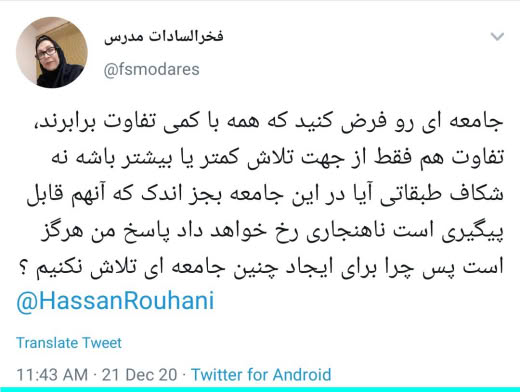 فخرالسادات مدرس
@fsmodares
جامعه ای رو فرض کنید که همه با کمی تفاوت برابرند،
تفاوت هم فقط از جهت تلاش کمتر یا بیشتر باشه نه
شکاف طبقاتی آیا در این جامعه بجز اندک که آنهم قابل
پیگیری است ناهنجاری رخ خواهد داد پاسخ من هرگز
است پس چرا برای ایجاد چنین جامعه ای تلاش نکنیم ؟
@HassanRouhani
Translate Tweet
11:43 AM · 21 Dec 20 · Twitter for Android